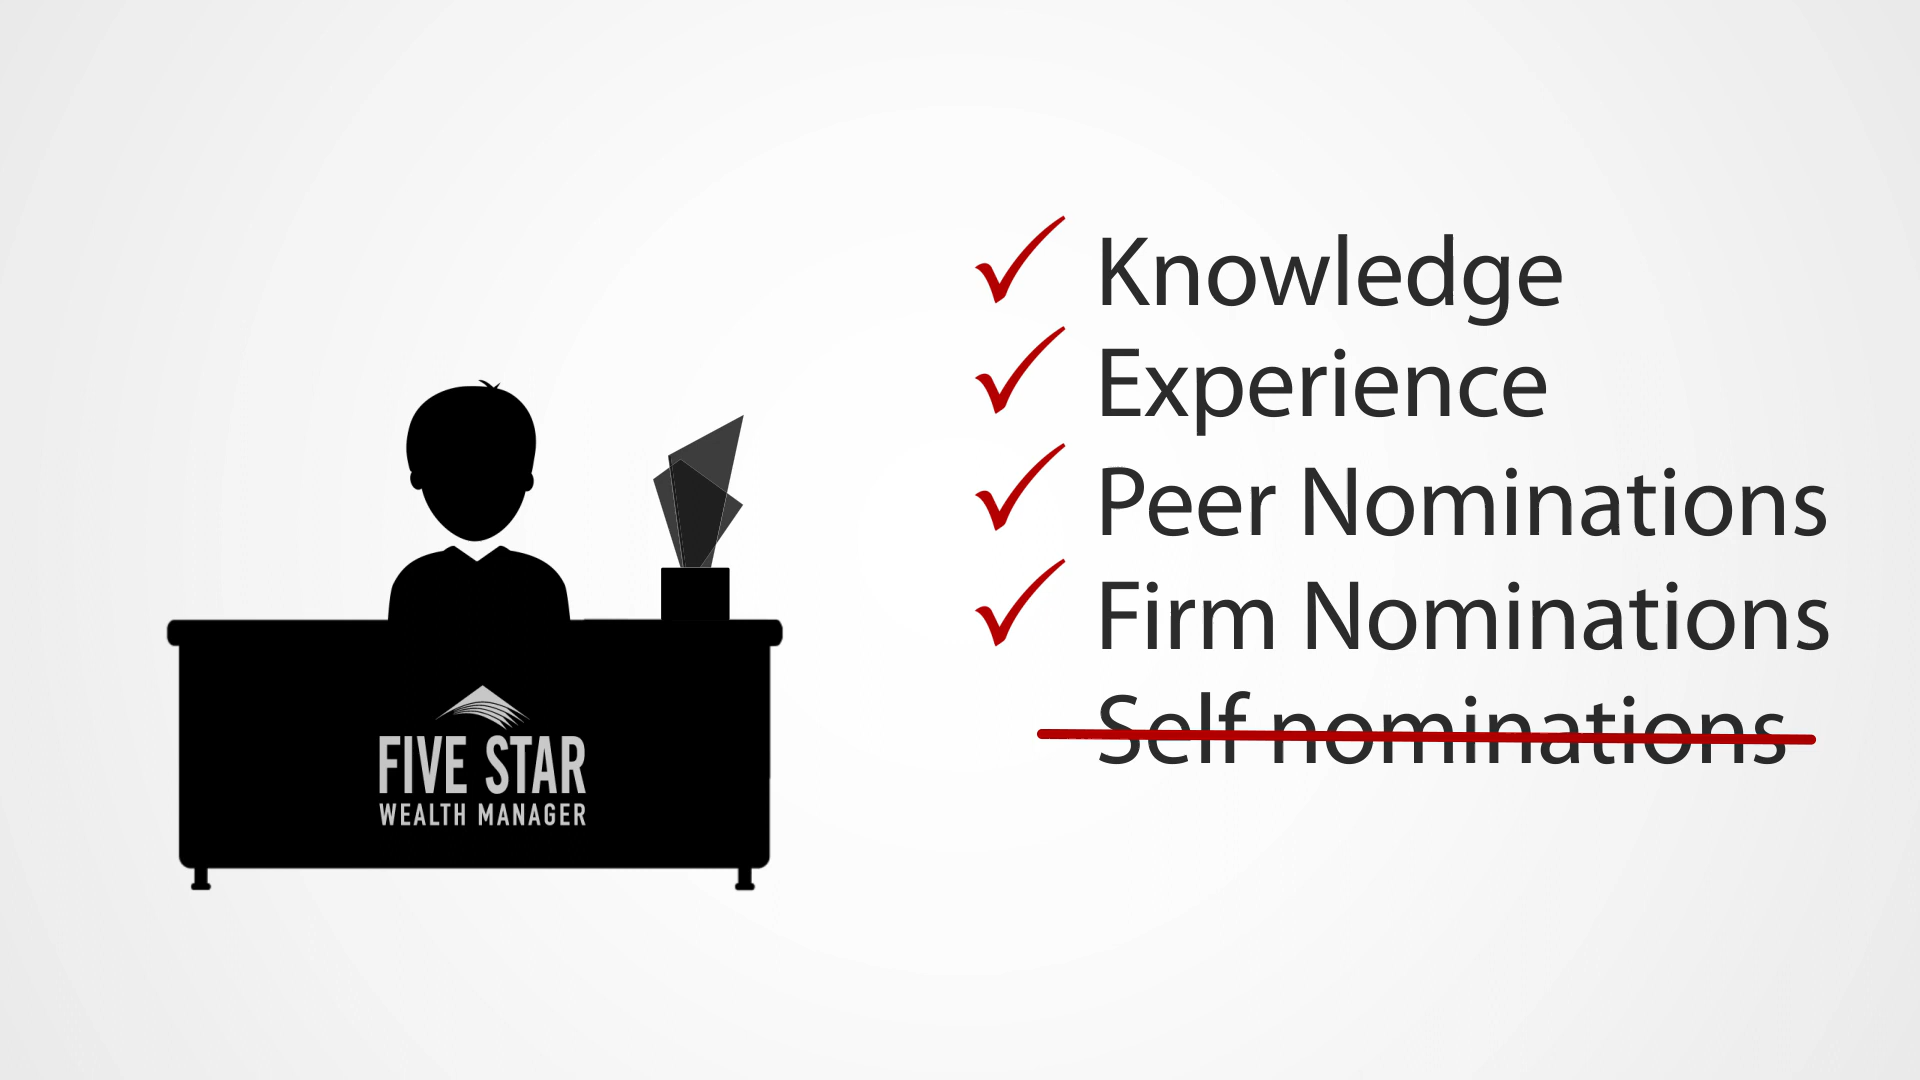 Knowledge
Experience
Peer Nominations
Firm Nominations
Self nominations
FIVE STAR
WEALTH MANAGER